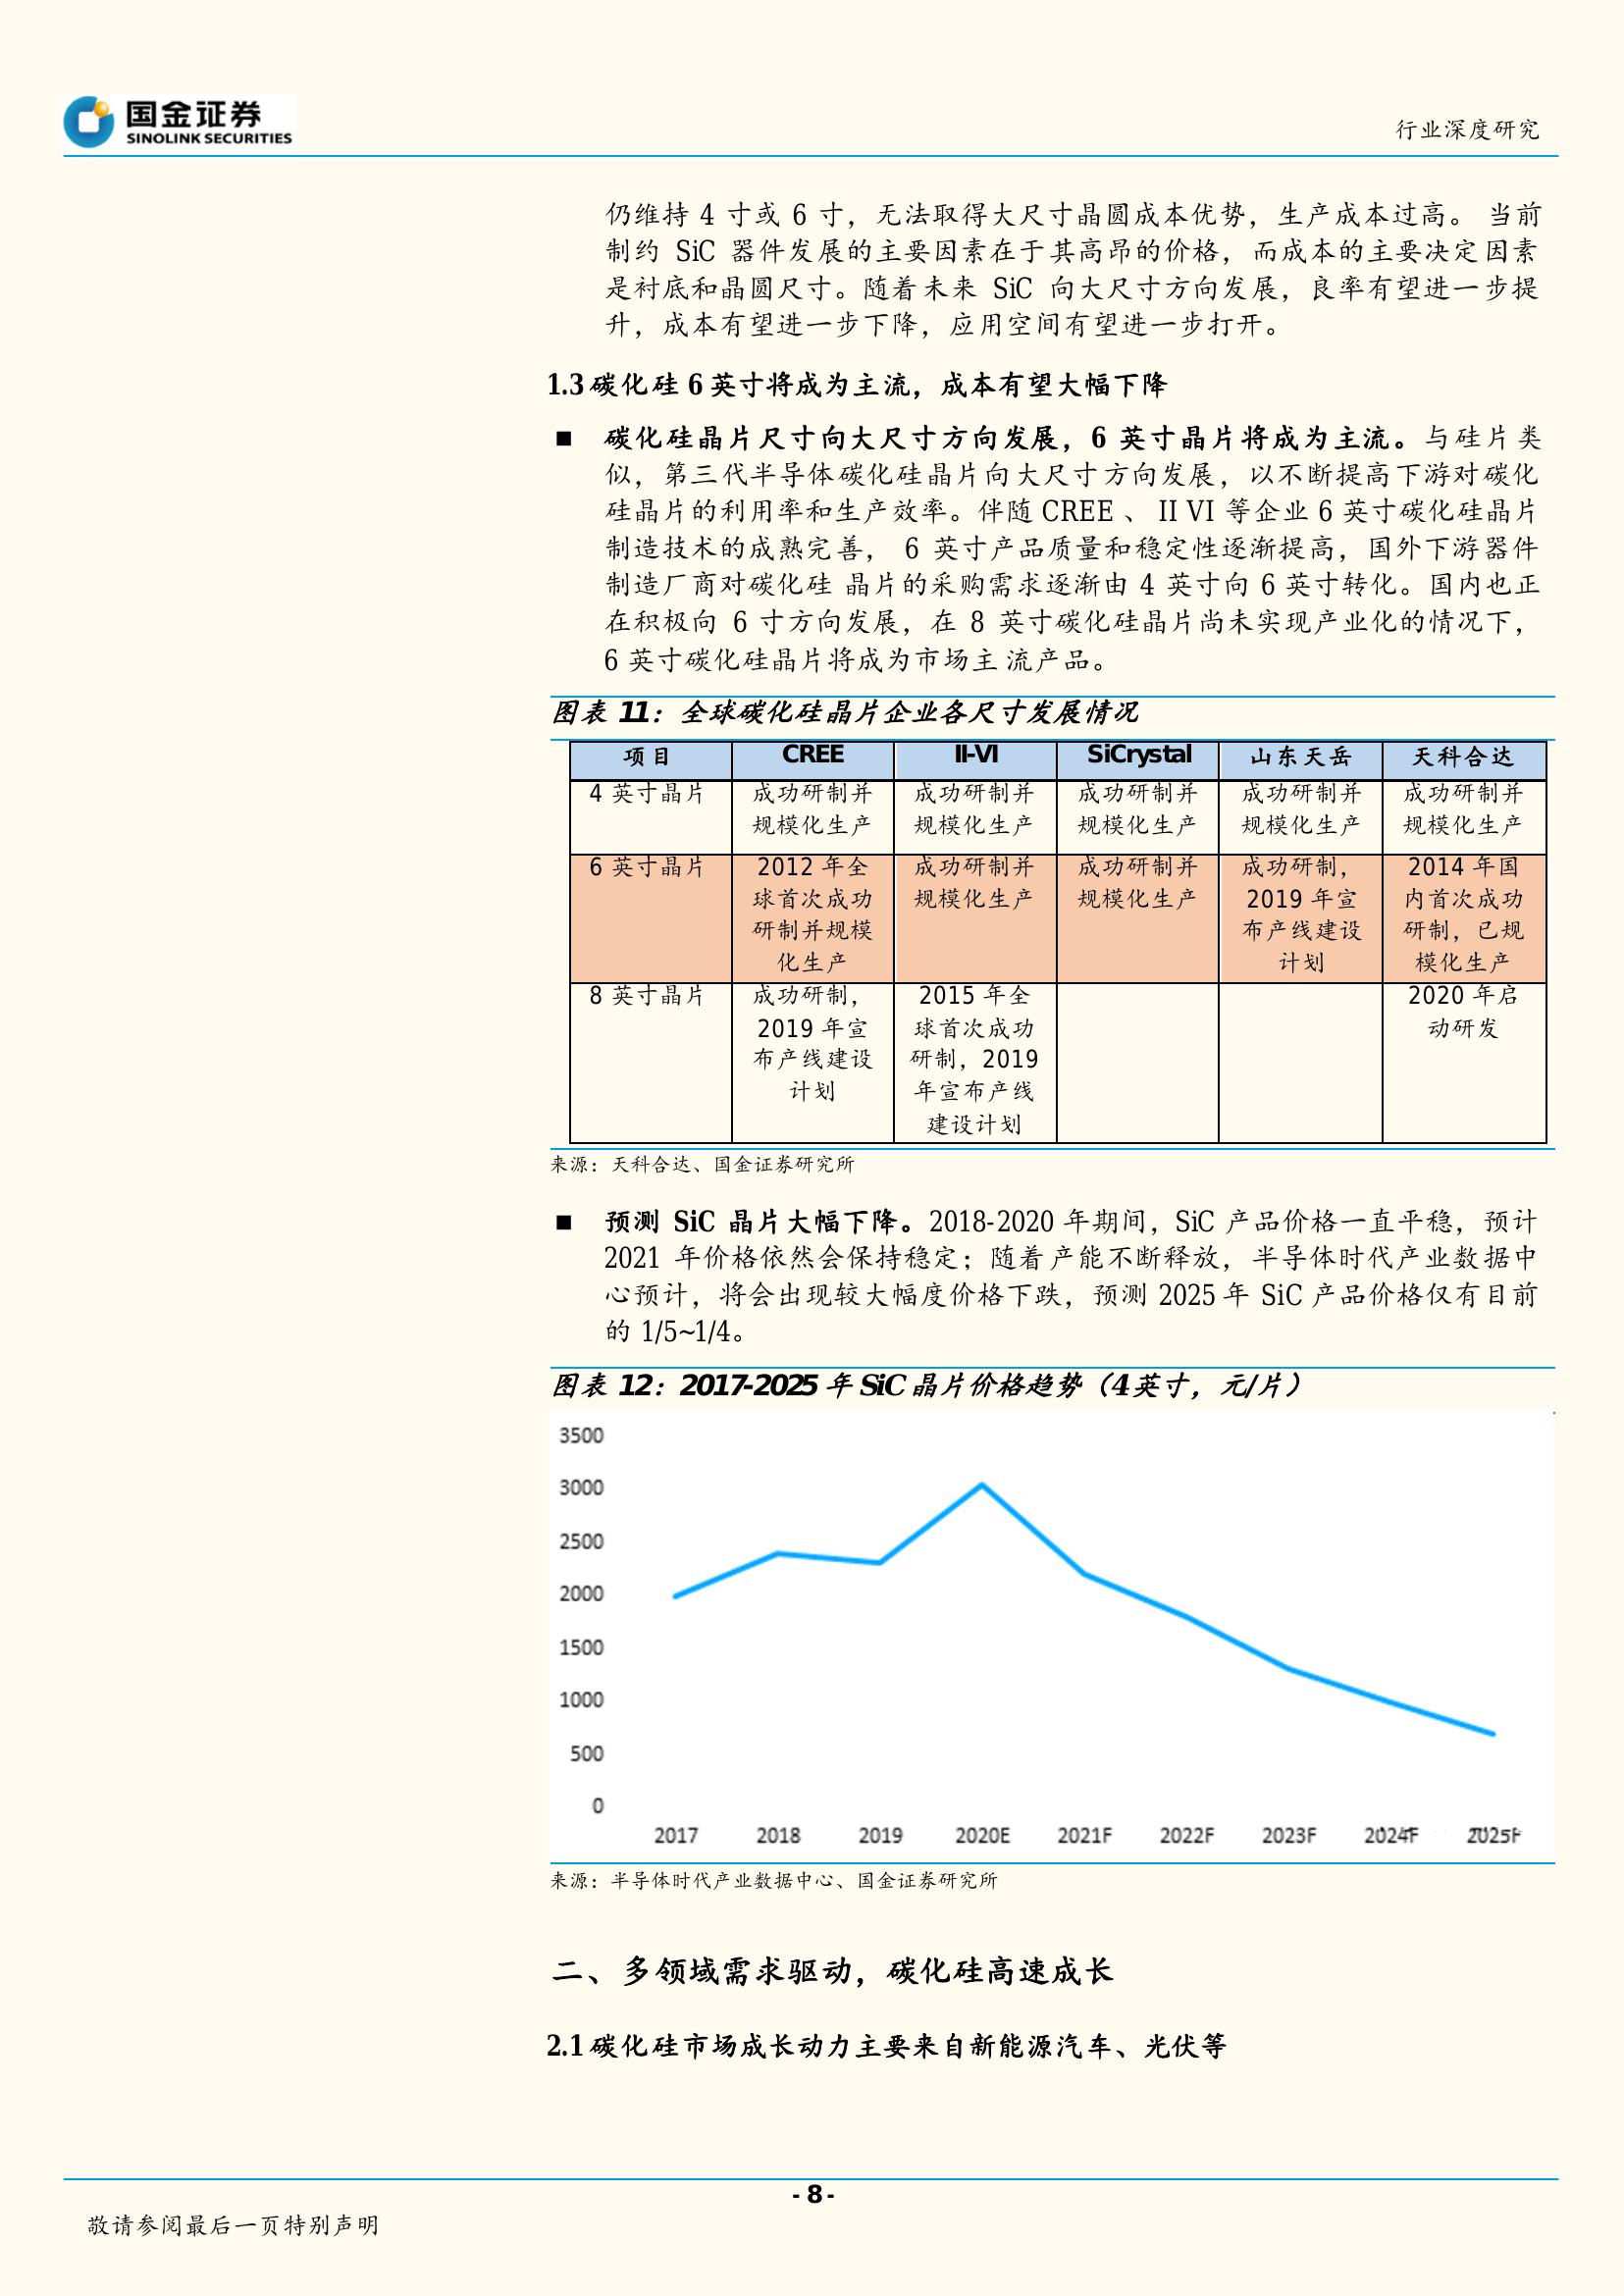 国金证券
SINOLINK SECURITIES
行业深度研究
仍维持 4 寸或 6 寸，无法取得大尺寸晶圆成本优势，生产成本过高。 当前
制约 SiC 器件发展的主要因素在于其高昂的价格，而成本的主要决定因素
是衬底和晶圆尺寸。随着未来 SiC 向大尺寸方向发展，良率有望进一步提
升，成本有望进一步下降，应用空间有望进一步打开。
1.3 碳化硅 6 英寸将成为主流，成本有望大幅下降
■ 碳化硅晶片尺寸向大尺寸方向发展，6 英寸晶片将成为主流。与硅片类
似，第三代半导体碳化硅晶片向大尺寸方向发展，以不断提高下游对碳化
硅晶片的利用率和生产效率。伴随 CREE 、 II VI 等企业 6 英寸碳化硅晶片
制造技术的成熟完善， 6 英寸产品质量和稳定性逐渐提高，国外下游器件
制造厂商对碳化硅 晶片的采购需求逐渐由 4 英寸向 6 英寸转化。国内也正
在积极向 6 寸方向发展，在 8 英寸碳化硅晶片尚未实现产业化的情况下，
6 英寸碳化硅晶片将成为市场主 流产品。
图表 11：全球碳化硅晶片企业各尺寸发展情况
项目 CREE II-VI SiCrystal 山东天岳 天科合达
4 英寸晶片 成功研制并 成功研制并 成功研制并 成功研制并 成功研制并
规模化生产 规模化生产 规模化生产 规模化生产 规模化生产
6 英寸晶片 2012 年全 成功研制并 成功研制并 成功研制， 2014 年国
球首次成功 规模化生产 规模化生产 2019 年宣 内首次成功
研制并规模 布产线建设 研制，已规
化生产 计划 模化生产
8 英寸晶片 成功研制， 2015 年全 2020 年启
2019 年宣 球首次成功 动研发
布产线建设 研制，2019
计划 年宣布产线
建设计划
来源：天科合达、国金证券研究所
■ 预测 SiC 晶片大幅下降。2018-2020 年期间，SiC 产品价格一直平稳，预计
2021 年价格依然会保持稳定；随着产能不断释放，半导体时代产业数据中
心预计，将会出现较大幅度价格下跌，预测 2025 年 SiC 产品价格仅有目前
的 1/5~1/4。
图表 12：2017-2025 年 SiC 晶片价格趋势（4 英寸，元/片）
3500
3000
2500
2000
1500
1000
500
0
2017 2018 2019 2020E 2021F 2022F 2023F 2024F 2025F
来源：半导体时代产业数据中心、国金证券研究所
二、多领域需求驱动，碳化硅高速成长
2.1 碳化硅市场成长动力主要来自新能源汽车、光伏等
- 8 -
敬请参阅最后一页特别声明